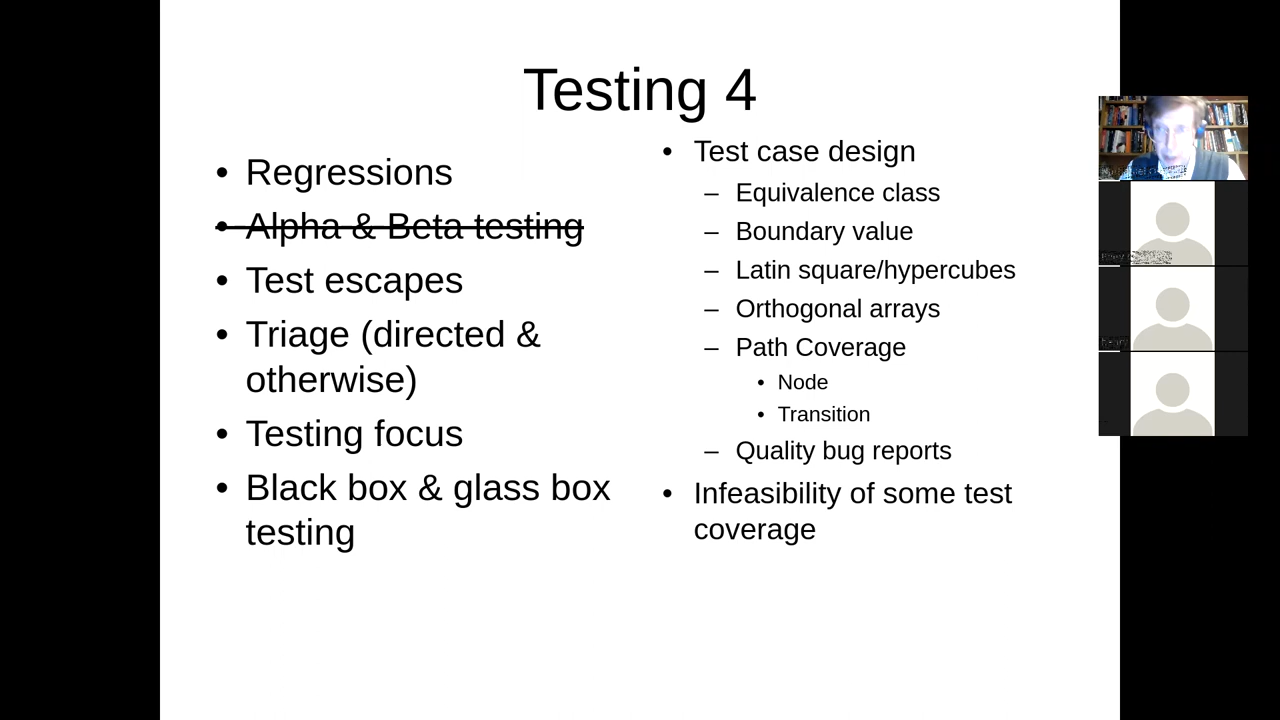 Testing 4
• Regressions
• Alpha & Beta testing
• Test escapes
• Triage (directed &
otherwise)
• Testing focus
• Black box & glass box
testing
• Test case design
– Equivalence class
– Boundary value
– Latin square/hypercubes
– Orthogonal arrays
– Path Coverage
• Node
• Transition
– Quality bug reports
• Infeasibility of some test
coverage